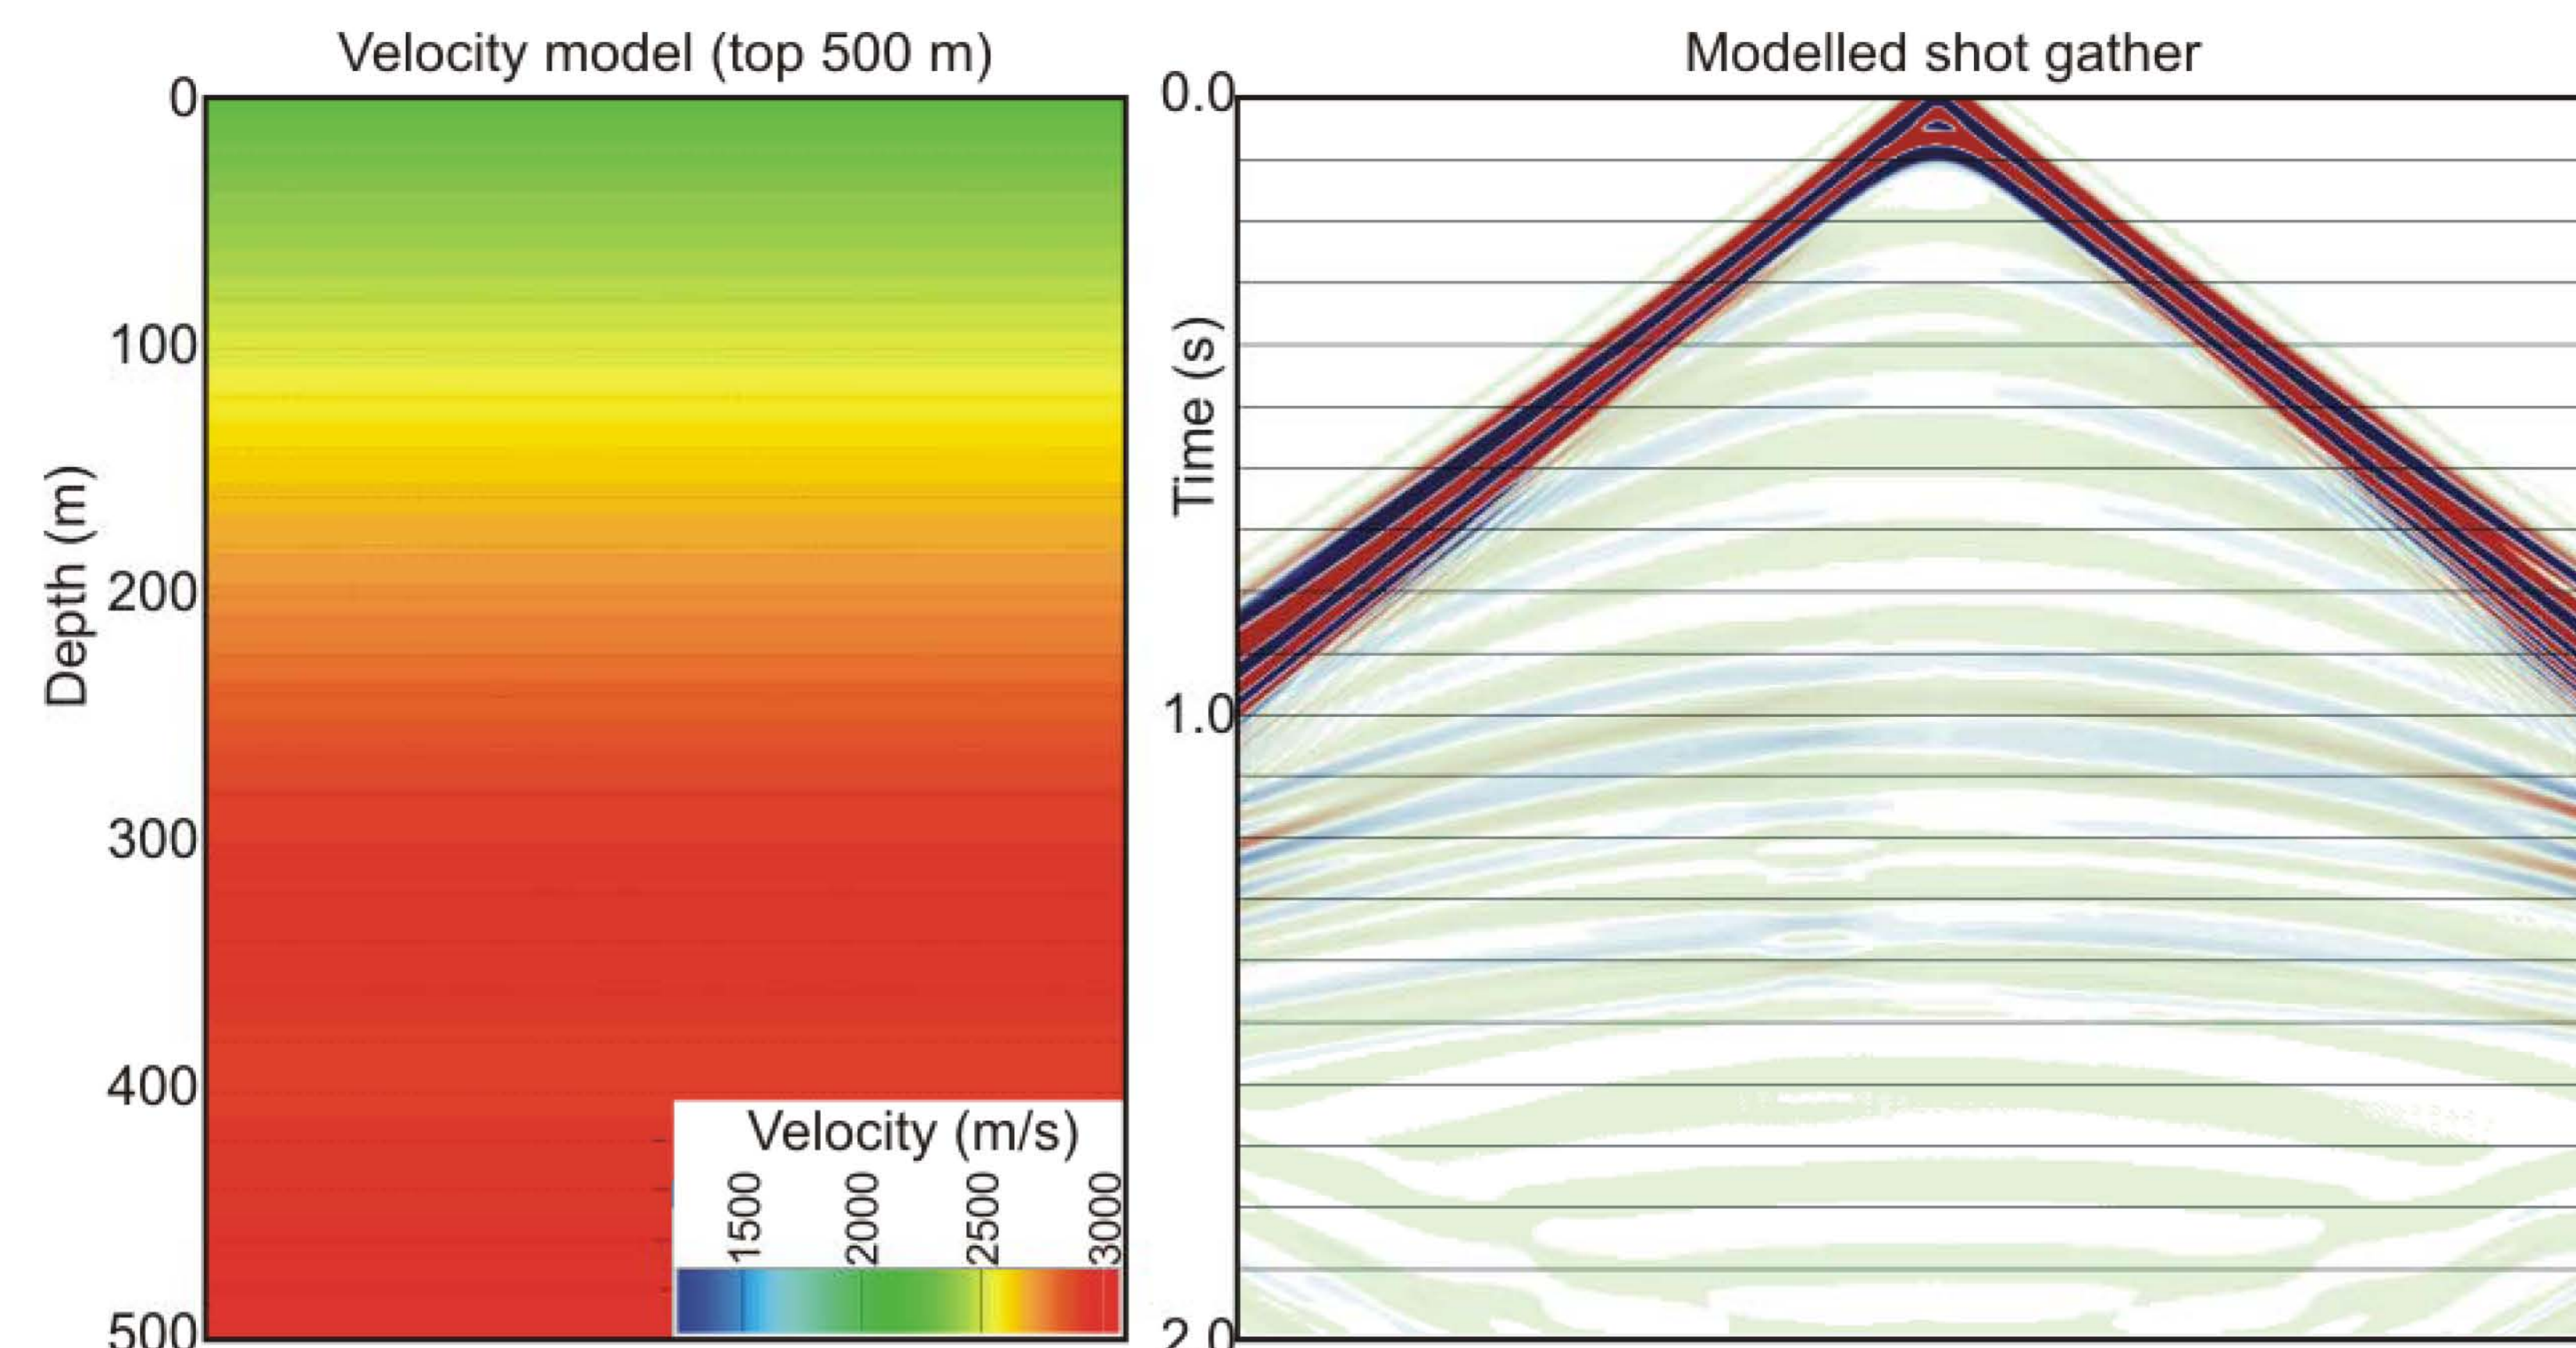 Velocity model (top 500 m)
0
100
200
300
400
500
Depth (m)
Velocity (m/s)
1500
2000
2500
3000
Modelled shot gather
0.0
1.0
2.0
Time (s)